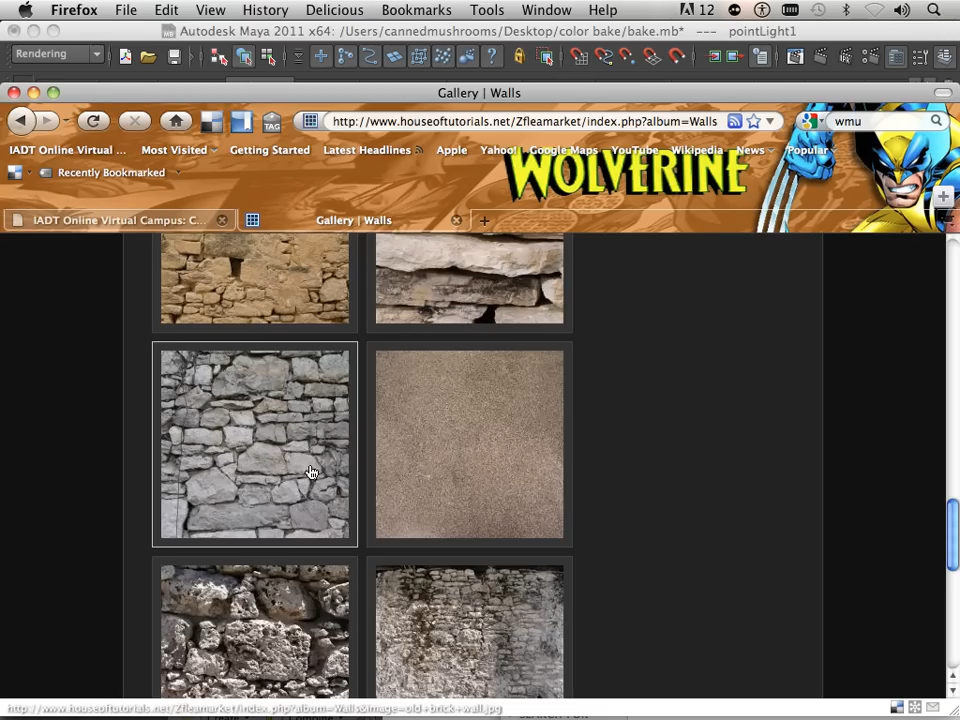 Firefox File Edit View History Delicious Bookmarks Tools Window Help 12
Autodesk Maya 2011 x64: /Users/cannedmushrooms/Desktop/color bake/bake.mb* --- pointLight1
Rendering
Gallery | Walls
TAG http://www.houseoftutorials.net/Zfleamarket/index.php?album=Walls wmu
IADT Online Virtual ... Most Visited Getting Started Latest Headlines Apple Yahoo! Google Maps YouTube Wikipedia News Popular
WOLVERINE
Recently Bookmarked
IADT Online Virtual Campus: C... Gallery | Walls
http://www.houseoftutorials.net/Zfleamarket/index.php?album=Walls&image=old+brick+wall.jpg